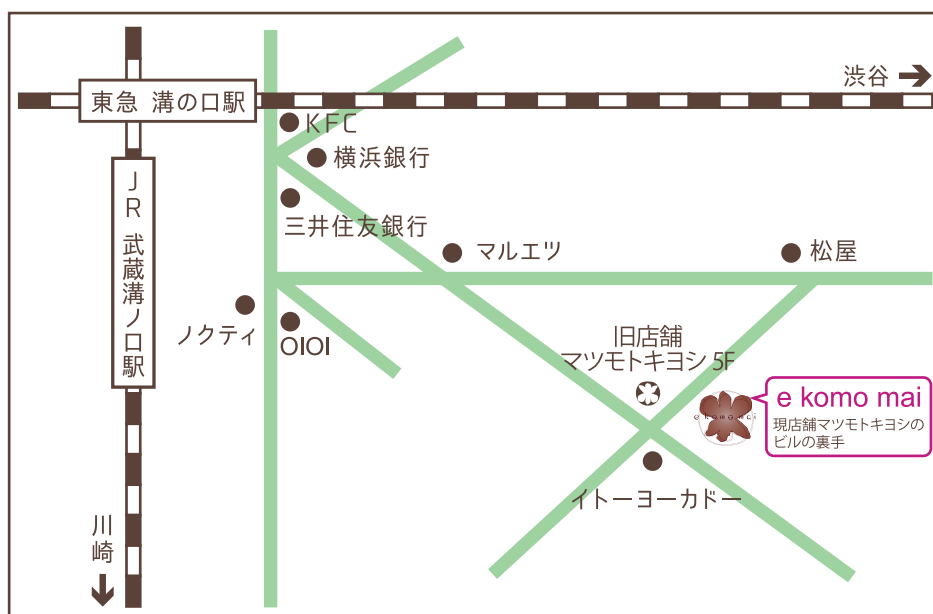 渋谷
東急 溝の口駅
KFC
横浜銀行
JR 武蔵溝ノ口駅
三井住友銀行
マルエツ
松屋
ノクティ
OIOI
旧店舗
マツモトキヨシ 5F
e komo mai
e komo mai
現店舗マツモトキヨシの
ビルの裏手
イトーヨーカドー
川崎